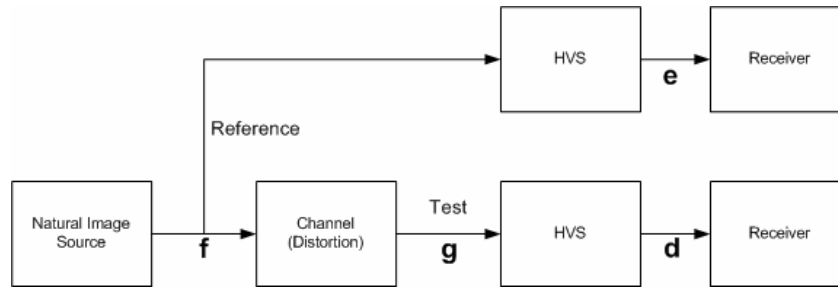 HVS
e
Receiver
Reference
Natural Image
Source
f
Channel
(Distortion)
Test
g
HVS
d
Receiver